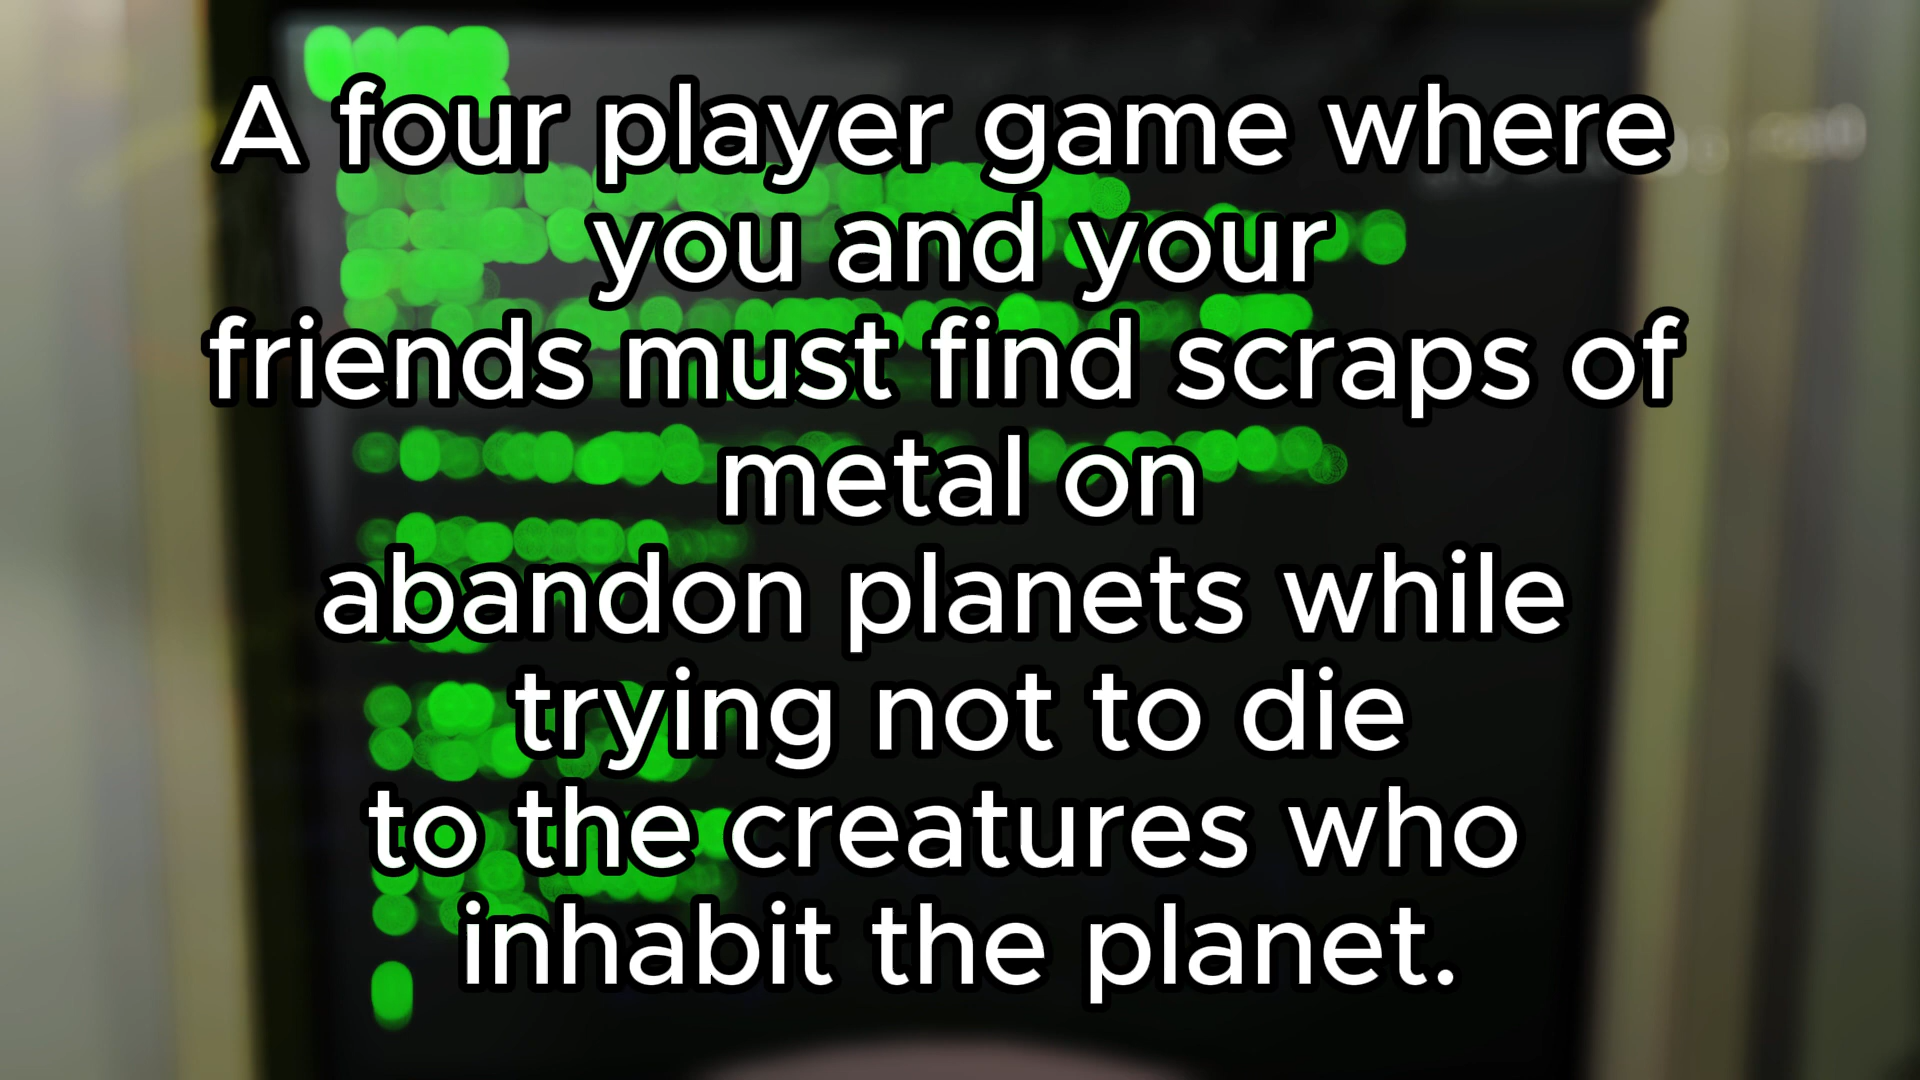 A four player game where
you and your
friends must find scraps of
metal on
abandon planets while
trying not to die
to the creatures who
inhabit the planet.